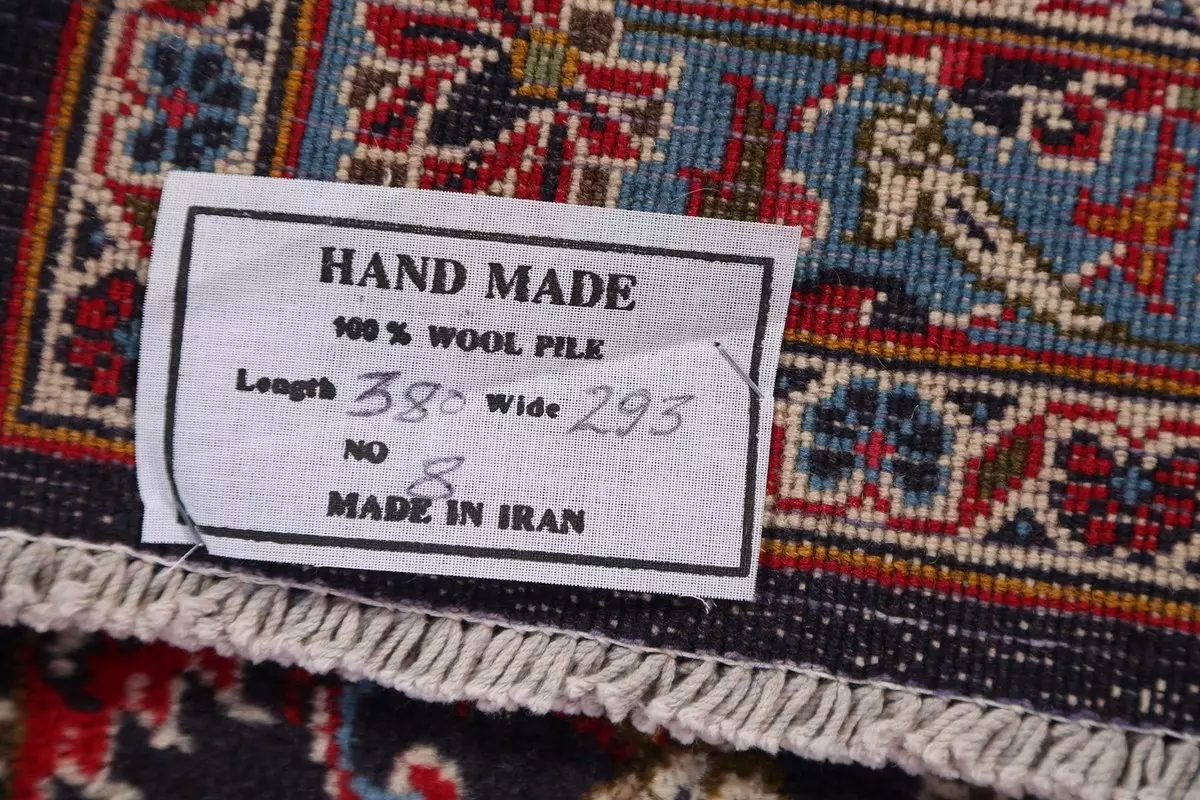 HAND MADE
100 % WOOL PILE
Length 380 Wide 293
NO 8
MADE IN IRAN